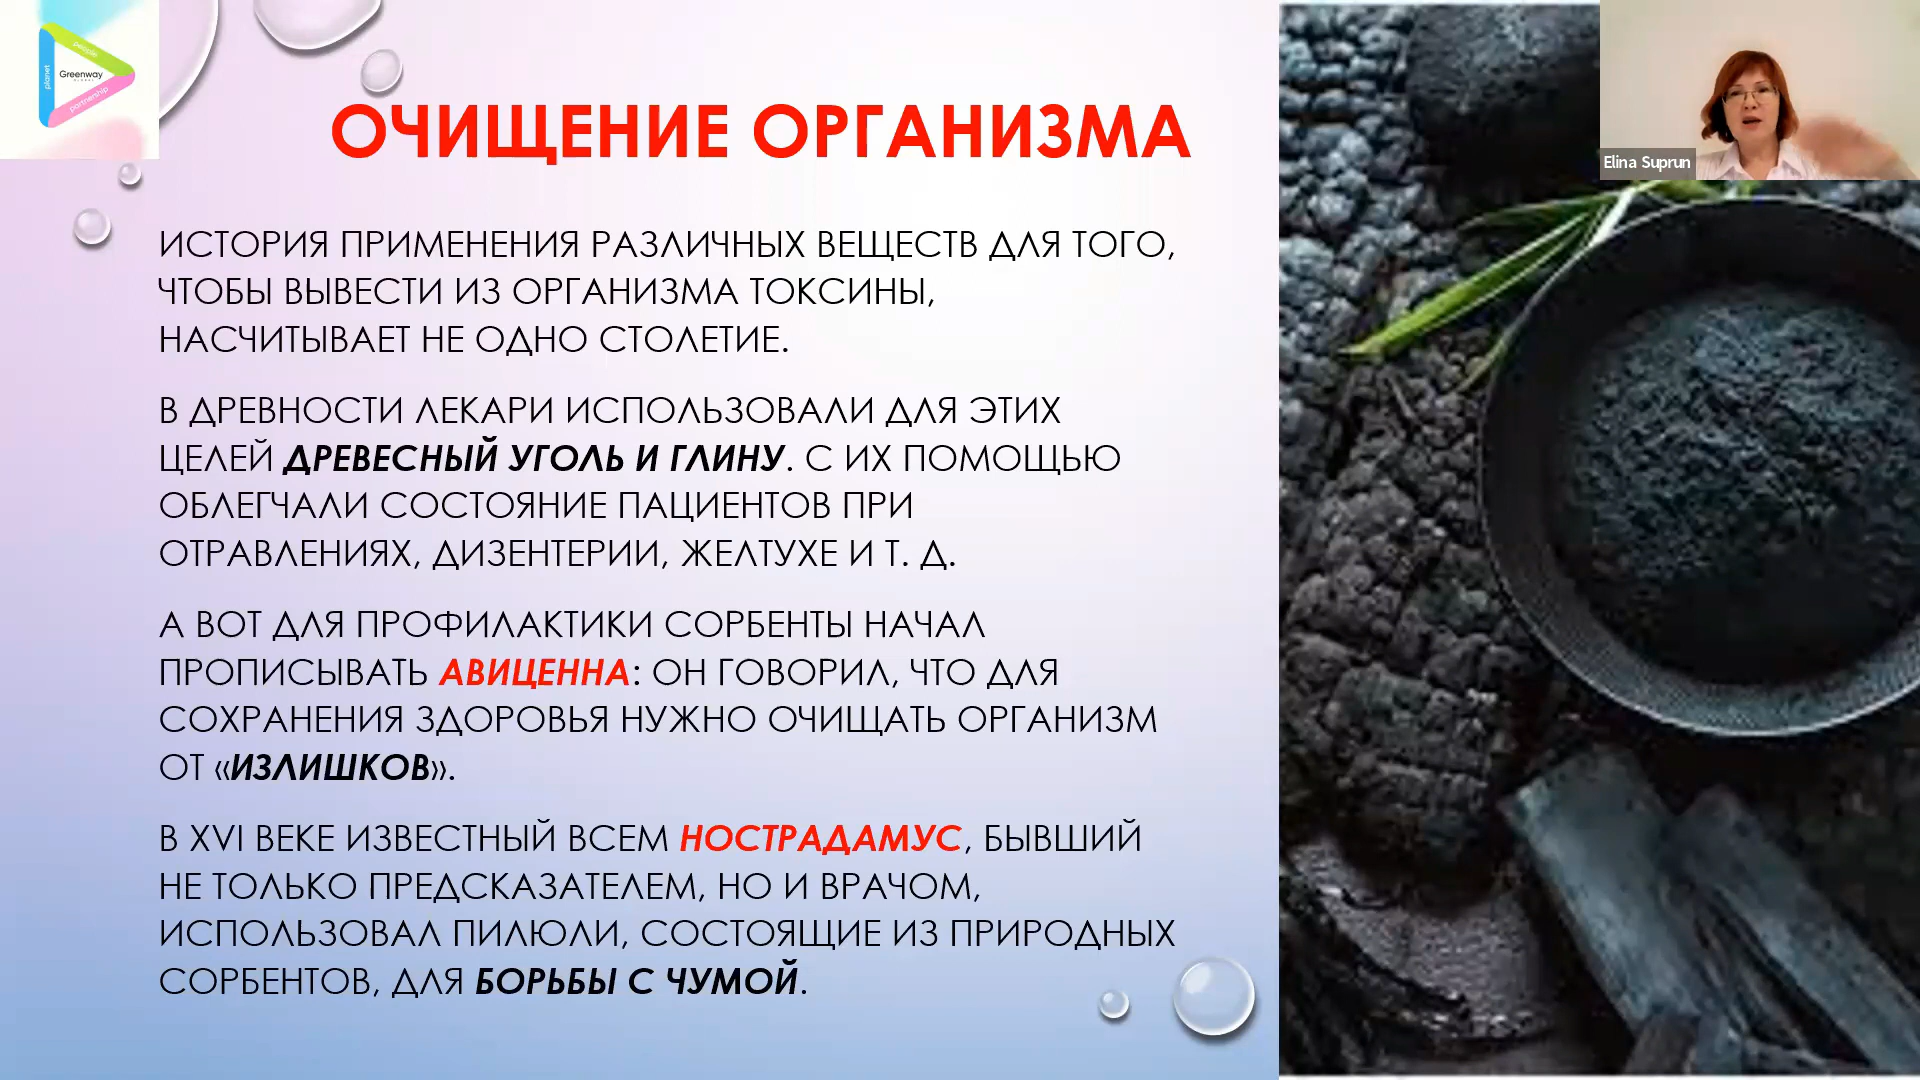 people
planet
Greenway
GLOBAL
partnership
ОЧИЩЕНИЕ ОРГАНИЗМА
Elina Suprun
ИСТОРИЯ ПРИМЕНЕНИЯ РАЗЛИЧНЫХ ВЕЩЕСТВ ДЛЯ ТОГО,
ЧТОБЫ ВЫВЕСТИ ИЗ ОРГАНИЗМА ТОКСИНЫ,
НАСЧИТЫВАЕТ НЕ ОДНО СТОЛЕТИЕ.
В ДРЕВНОСТИ ЛЕКАРИ ИСПОЛЬЗОВАЛИ ДЛЯ ЭТИХ
ЦЕЛЕЙ ДРЕВЕСНЫЙ УГОЛЬ И ГЛИНУ. С ИХ ПОМОЩЬЮ
ОБЛЕГЧАЛИ СОСТОЯНИЕ ПАЦИЕНТОВ ПРИ
ОТРАВЛЕНИЯХ, ДИЗЕНТЕРИИ, ЖЕЛТУХЕ И Т. Д.
А ВОТ ДЛЯ ПРОФИЛАКТИКИ СОРБЕНТЫ НАЧАЛ
ПРОПИСЫВАТЬ АВИЦЕННА: ОН ГОВОРИЛ, ЧТО ДЛЯ
СОХРАНЕНИЯ ЗДОРОВЬЯ НУЖНО ОЧИЩАТЬ ОРГАНИЗМ
ОТ «ИЗЛИШКОВ».
В XVI ВЕКЕ ИЗВЕСТНЫЙ ВСЕМ НОСТРАДАМУС, БЫВШИЙ
НЕ ТОЛЬКО ПРЕДСКАЗАТЕЛЕМ, НО И ВРАЧОМ,
ИСПОЛЬЗОВАЛ ПИЛЮЛИ, СОСТОЯЩИЕ ИЗ ПРИРОДНЫХ
СОРБЕНТОВ, ДЛЯ БОРЬБЫ С ЧУМОЙ.